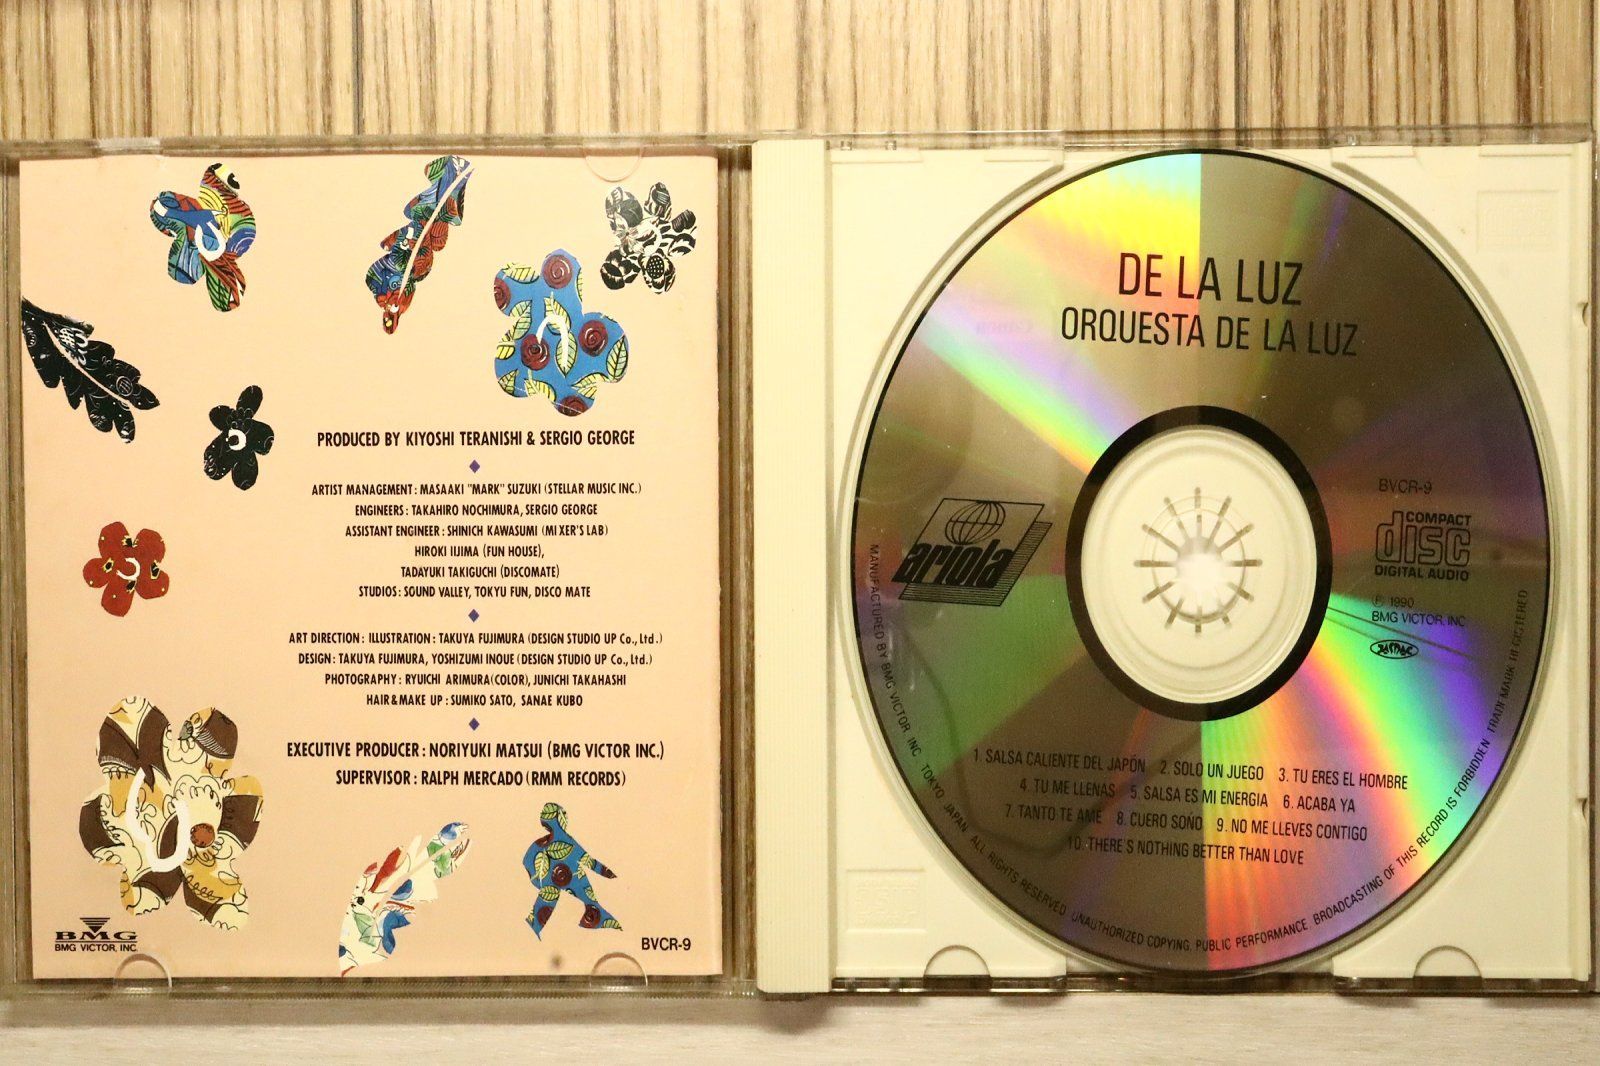 PRODUCED BY KIYOSHI TERANISHI & SERGIO GEORGE
ARTIST MANAGEMENT : MASAAKI "MARK" SUZUKI (STELLAR MUSIC INC.)
ENGINEERS : TAKAHIRO NOCHIMURA, SERGIO GEORGE
ASSISTANT ENGINEER : SHINICH KAWASUMI (MIXER'S LAB)
HIROKI IIJIMA (FUN HOUSE),
TADAYUKI TAKIGUCHI (DISCOMATE)
STUDIOS : SOUND VALLEY, TOKYU FUN, DISCO MATE
ART DIRECTION : ILLUSTRATION : TAKUYA FUJIMURA (DESIGN STUDIO UP Co., Ltd.)
DESIGN : TAKUYA FUJIMURA, YOSHIZUMI INOUE (DESIGN STUDIO UP Co., Ltd.)
PHOTOGRAPHY : RYUICHI ARIMURA(COLOR), JUNICHI TAKAHASHI
HAIR & MAKE UP : SUMIKO SATO, SANAE KUBO
EXECUTIVE PRODUCER : NORIYUKI MATSUI (BMG VICTOR INC.)
SUPERVISOR : RALPH MERCADO (RMM RECORDS)
BMG
BMG VICTOR, INC.
BVCR-9
DE LA LUZ
ORQUESTA DE LA LUZ
ariola
BVCR-9
COMPACT
disc
DIGITAL AUDIO
℗ 1990
BMG VICTOR, INC
JASRAC
1. SALSA CALIENTE DEL JAPÓN 2. SOLO UN JUEGO 3. TU ERES EL HOMBRE
4. TU ME LLENAS 5. SALSA ES MI ENERGIA 6. ACABA YA
7. TANTO TE AMÉ 8. CUERO SOÑO 9. NO ME LLEVES CONTIGO
10. THERE'S NOTHING BETTER THAN LOVE
MANUFACTURED BY BMG VICTOR INC TOKYO JAPAN ALL RIGHTS RESERVED UNAUTHORIZED COPYING, PUBLIC PERFORMANCE BROADCASTING OF THIS RECORD IS FORBIDDEN TRADEMARK REGISTERED